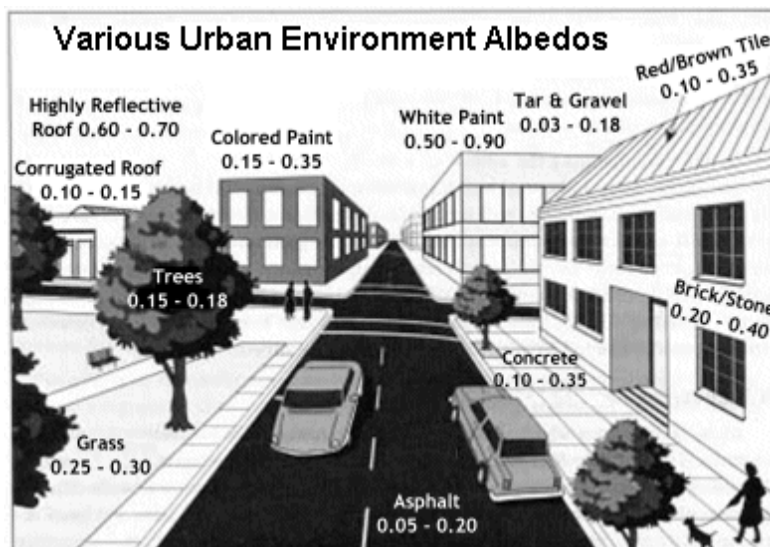 Various Urban Environment Albedos
Highly Reflective
Roof 0.60 - 0.70
Corrugated Roof
0.10 - 0.15
Colored Paint
0.15 - 0.35
White Paint
0.50 - 0.90
Tar & Gravel
0.03 - 0.18
Red/Brown Tile
0.10 - 0.35
Trees
0.15 - 0.18
Brick/Stone
0.20 - 0.40
Concrete
0.10 - 0.35
Grass
0.25 - 0.30
Asphalt
0.05 - 0.20